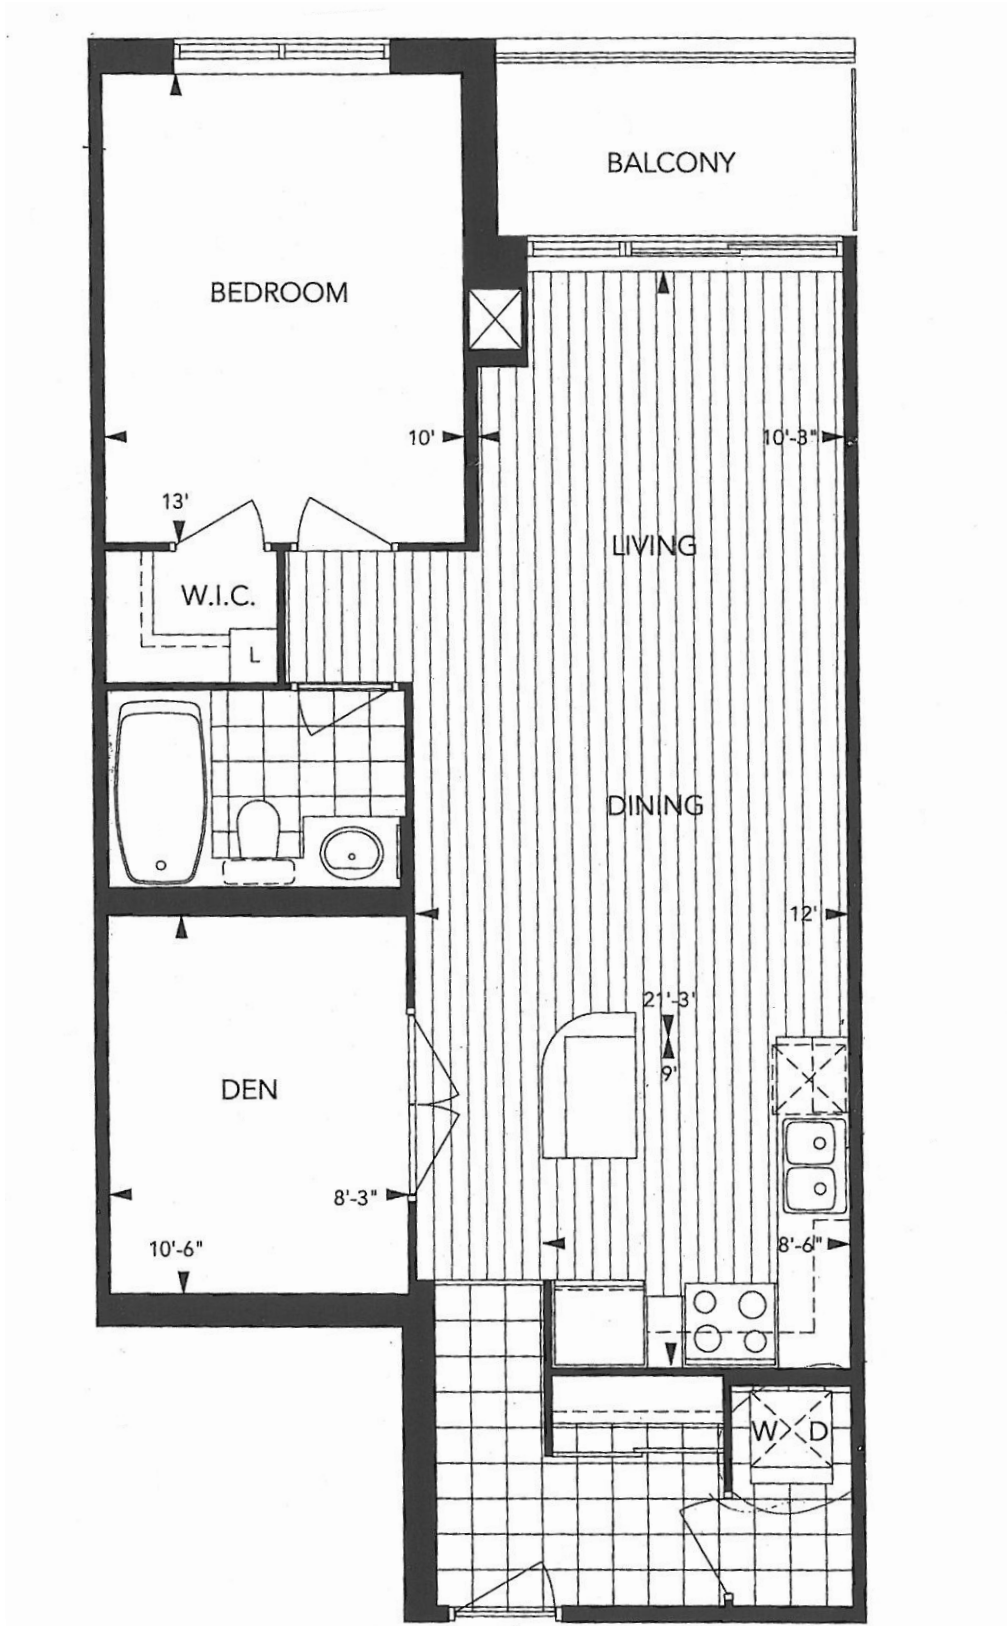 BALCONY
BEDROOM
10'
10'-3"
13'
LIVING
W.I.C.
L
DINING
12'
21'-3'
9'
DEN
8'-3"
10'-6"
8'-6"
W D